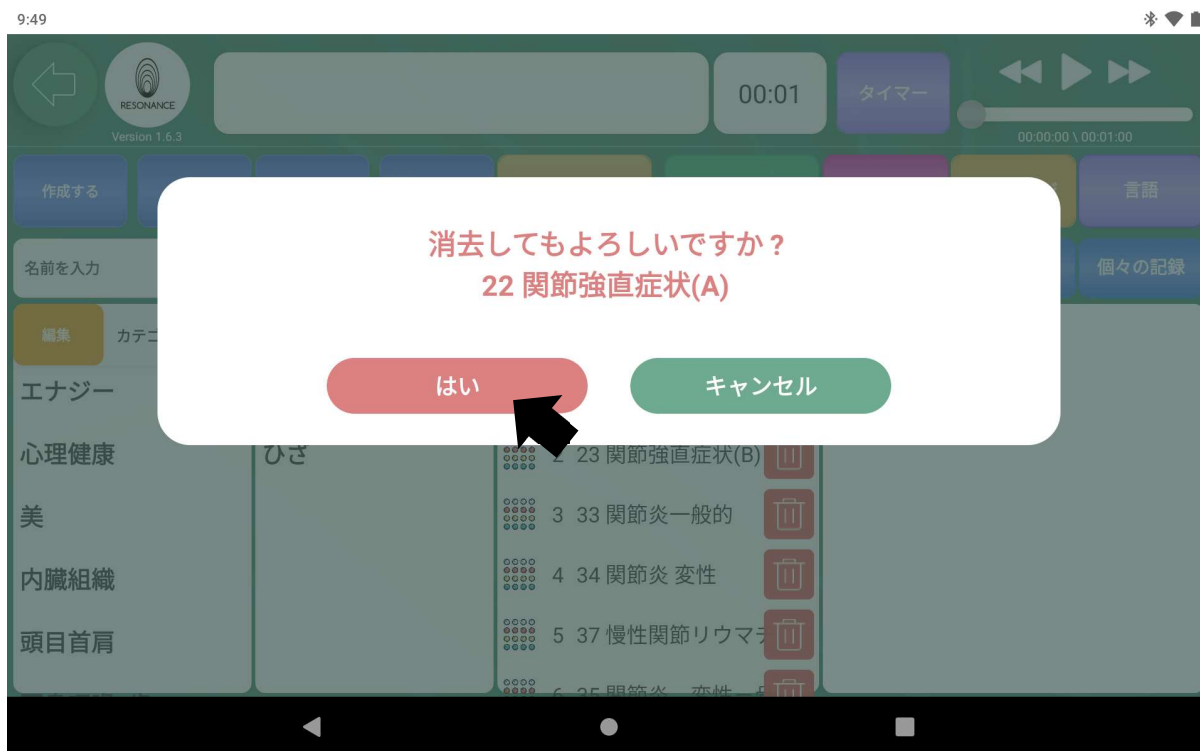 9:49
RESONANCE
Version 1.6.3
00:01
タイマー
00:00:00 \ 00:01:00
作成する
言語
消去してもよろしいですか？
22 関節強直症状(A)
はい
キャンセル
名前を入力
個々の記録
編集
カテゴ
エナジー
心理健康
美
内臓組織
頭目首肩
ひざ
2 23 関節強直症状(B)
3 33 関節炎一般的
4 34 関節炎 変性
5 37 慢性関節リウマチ